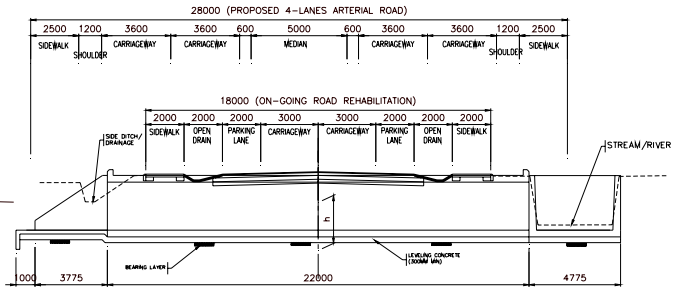 28000 (PROPOSED 4-LANES ARTERIAL ROAD)
2500 1200 3600 3600 600 5000 600 3600 3600 1200 2500
SIDEWALK SHOULDER CARRIAGEWAY CARRIAGEWAY MEDIAN CARRIAGEWAY CARRIAGEWAY SHOULDER SIDEWALK
18000 (ON-GOING ROAD REHABILITATION)
2000 2000 2000 3000 3000 2000 2000 2000
SIDEWALK OPEN DRAIN PARKING LANE CARRIAGEWAY CARRIAGEWAY PARKING LANE OPEN DRAIN SIDEWALK
SIDE DITCH/
DRAINAGE
STREAM/RIVER
h
BEARING LAYER
LEVELING CONCRETE
(300MM MIN)
1000 3775 22000 4775